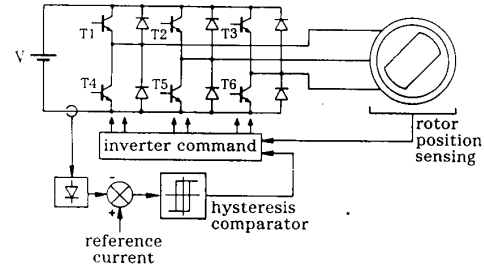 T1
T2
T3
V
T4
T5
T6
inverter command
rotor
position
sensing
-
+
hysteresis
comparator
reference
current